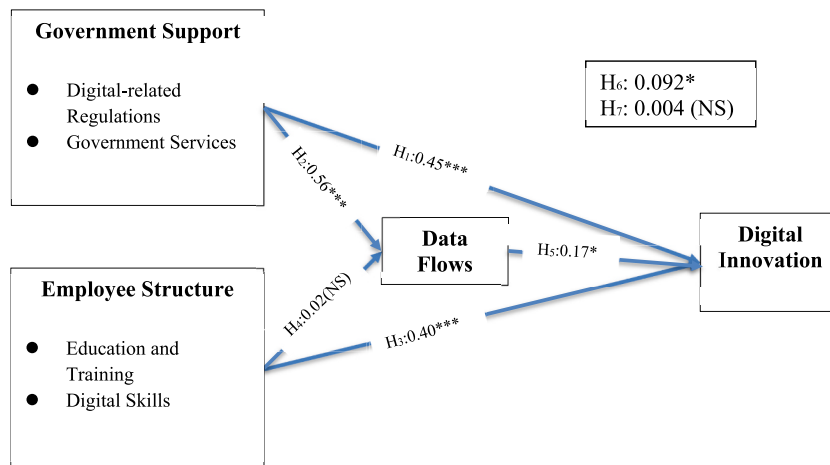 Government Support
● Digital-related
Regulations
● Government Services
H₆: 0.092*
H₇: 0.004 (NS)
H₁:0.45***
H₂:0.56***
Data
Flows
H₅:0.17*
Digital
Innovation
Employee Structure
● Education and
Training
● Digital Skills
H₄:0.02(NS)
H₃:0.40***